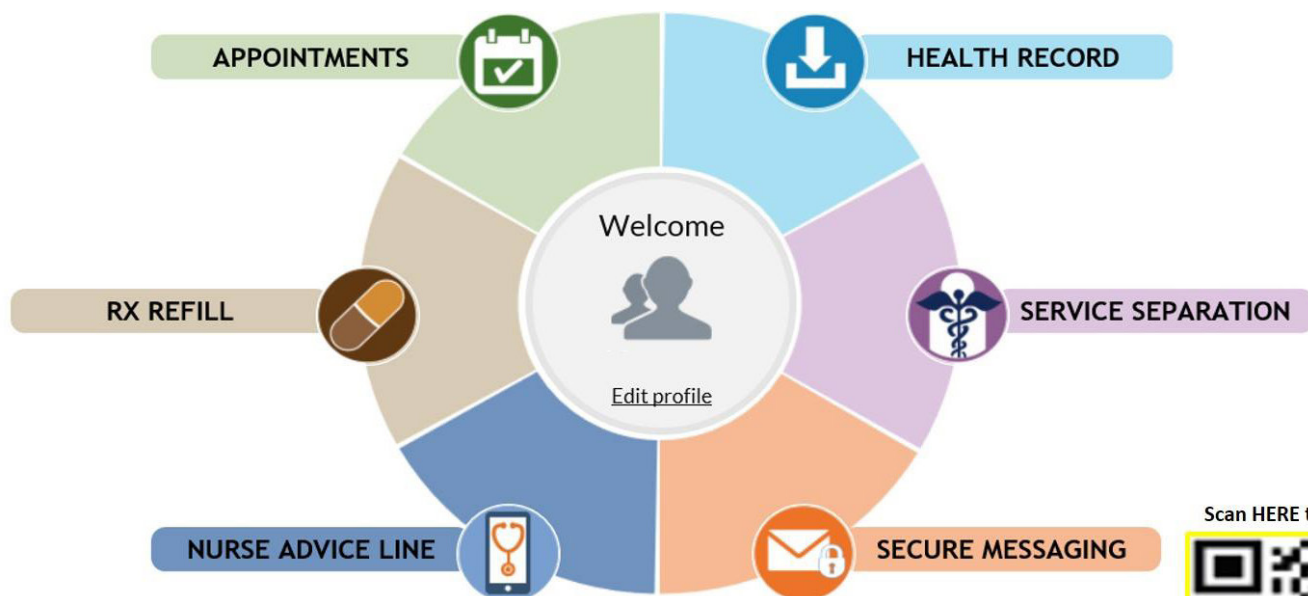 APPOINTMENTS
HEALTH RECORD
Welcome
RX REFILL
SERVICE SEPARATION
Edit profile
NURSE ADVICE LINE
SECURE MESSAGING
Scan HERE